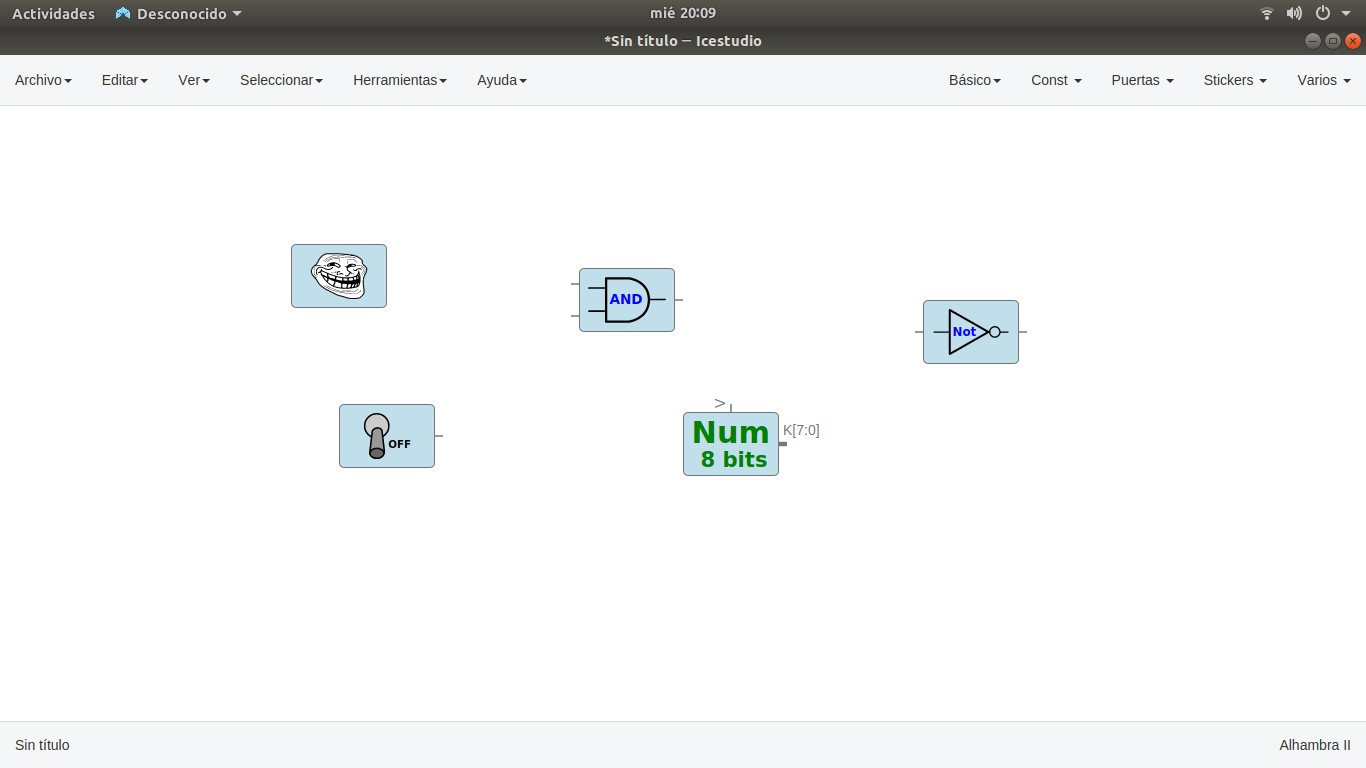 Actividades Desconocido mié 20:09
*Sin título — Icestudio
Archivo Editar Ver Seleccionar Herramientas Ayuda Básico Const Puertas Stickers Varios
AND
Not
OFF
>
Num
8 bits
K[7:0]
Sin título Alhambra II